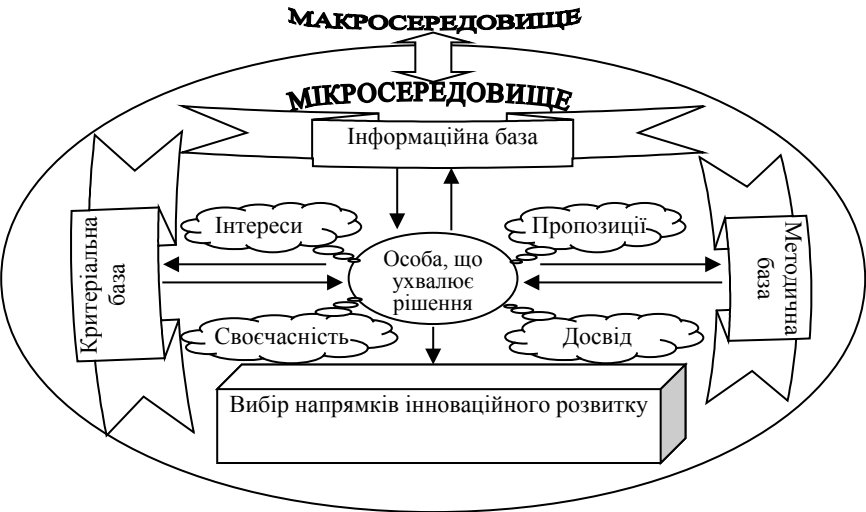 МАКРОСЕРЕДОВИЩЕ
МІКРОСЕРЕДОВИЩЕ
Інформаційна база
Інтереси
Пропозиції
Критеріальна
база
Особа, що
ухвалює
рішення
Методична
база
Своєчасність
Досвід
Вибір напрямків інноваційного розвитку